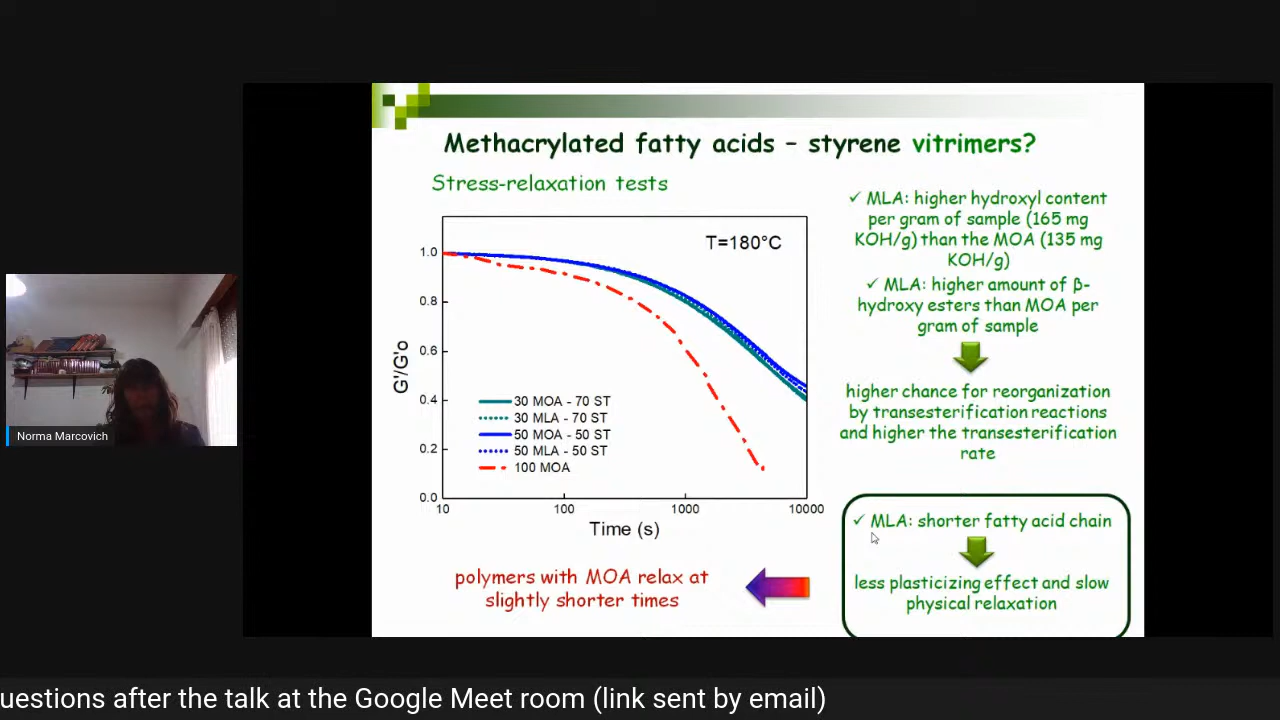 Methacrylated fatty acids – styrene vitrimers?
Stress-relaxation tests
T=180°C
G'/G'o
1.0
0.8
0.6
0.4
0.2
0.0
30 MOA - 70 ST
30 MLA - 70 ST
50 MOA - 50 ST
50 MLA - 50 ST
100 MOA
10
100
1000
10000
Time (s)
polymers with MOA relax at
slightly shorter times
✓ MLA: higher hydroxyl content
per gram of sample (165 mg
KOH/g) than the MOA (135 mg
KOH/g)
✓ MLA: higher amount of β-
hydroxy esters than MOA per
gram of sample
higher chance for reorganization
by transesterification reactions
and higher the transesterification
rate
✓ MLA: shorter fatty acid chain
less plasticizing effect and slow
physical relaxation
Norma Marcovich
uestions after the talk at the Google Meet room (link sent by email)